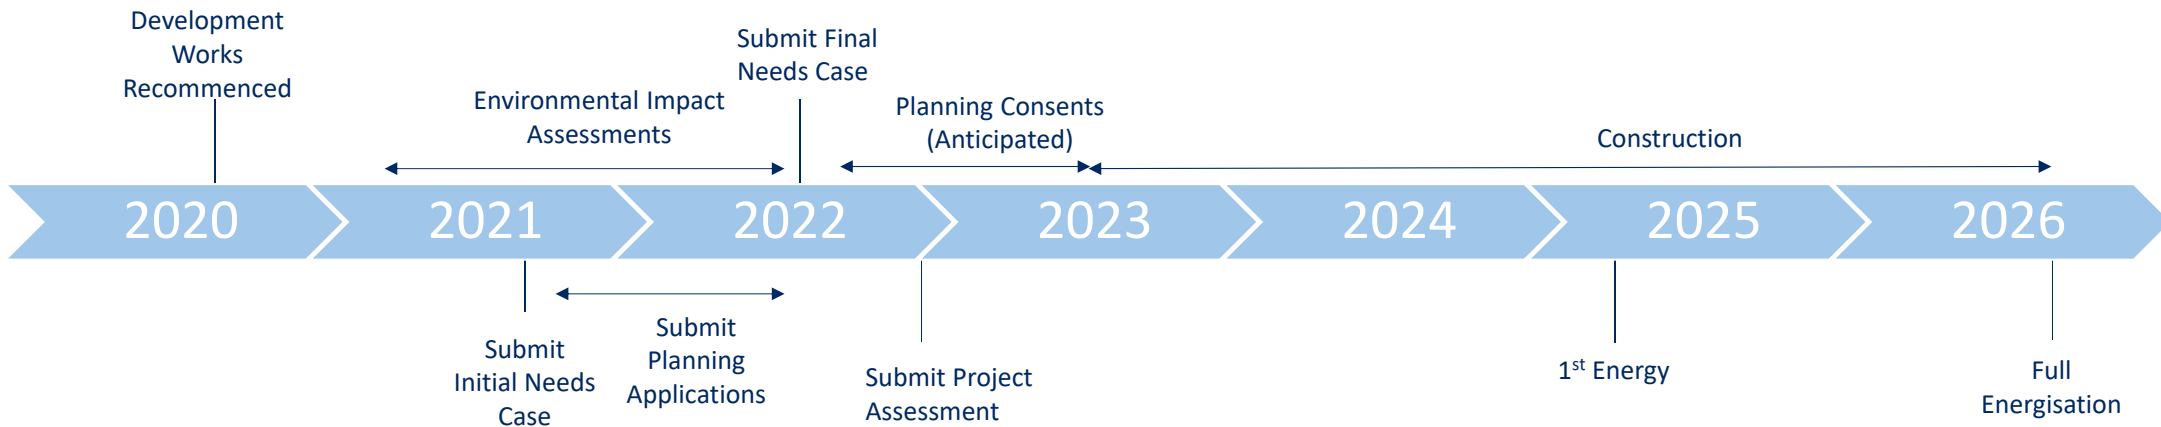 Development
Works
Recommenced
Submit Final
Needs Case
Environmental Impact
Assessments
Planning Consents
(Anticipated)
Construction
2020
2021
2022
2023
2024
2025
2026
Submit
Initial Needs
Case
Submit
Planning
Applications
Submit Project
Assessment
1st Energy
Full
Energisation